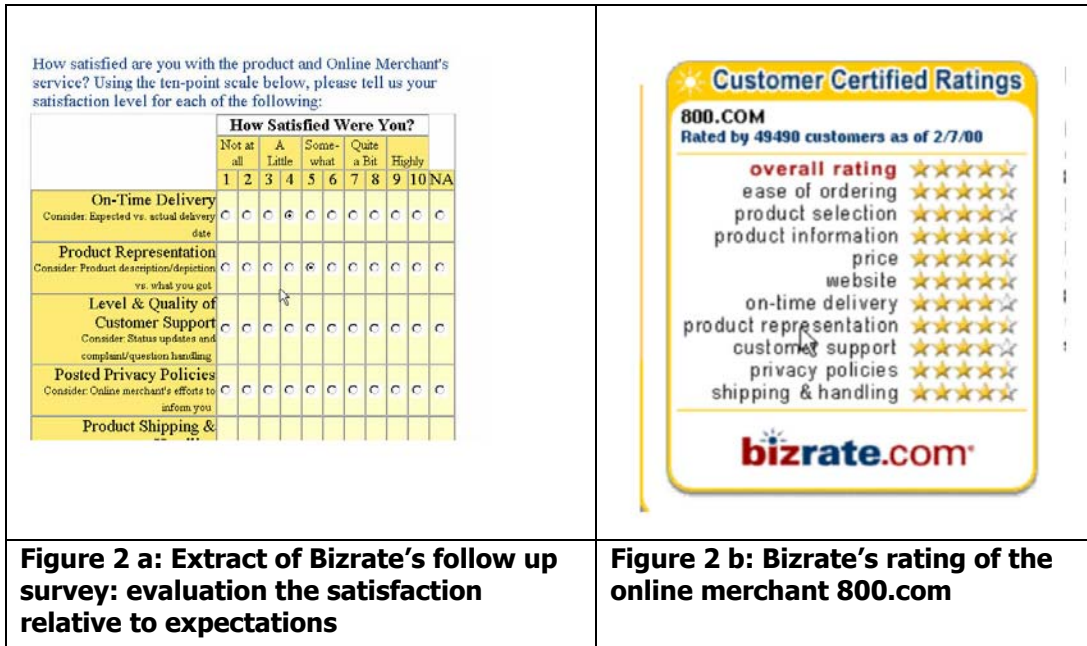 How satisfied are you with the product and Online Merchant's
service? Using the ten-point scale below, please tell us your
satisfaction level for each of the following:
How Satisfied Were You?
Not at all A Little Some-what Quite a Bit Highly
1 2 3 4 5 6 7 8 9 10 NA
On-Time Delivery
Consider: Expected vs. actual delivery
date
Product Representation
Consider: Product description/depiction
vs. what you got
Level & Quality of
Customer Support
Consider: Status updates and
complaint/question handling
Posted Privacy Policies
Consider: Online merchant's efforts to
inform you
Product Shipping &
Customer Certified Ratings
800.COM
Rated by 49490 customers as of 2/7/00
overall rating
ease of ordering
product selection
product information
price
website
on-time delivery
product representation
customer support
privacy policies
shipping & handling
bizrate.com
Figure 2 a: Extract of Bizrate’s follow up
survey: evaluation the satisfaction
relative to expectations
Figure 2 b: Bizrate’s rating of the
online merchant 800.com